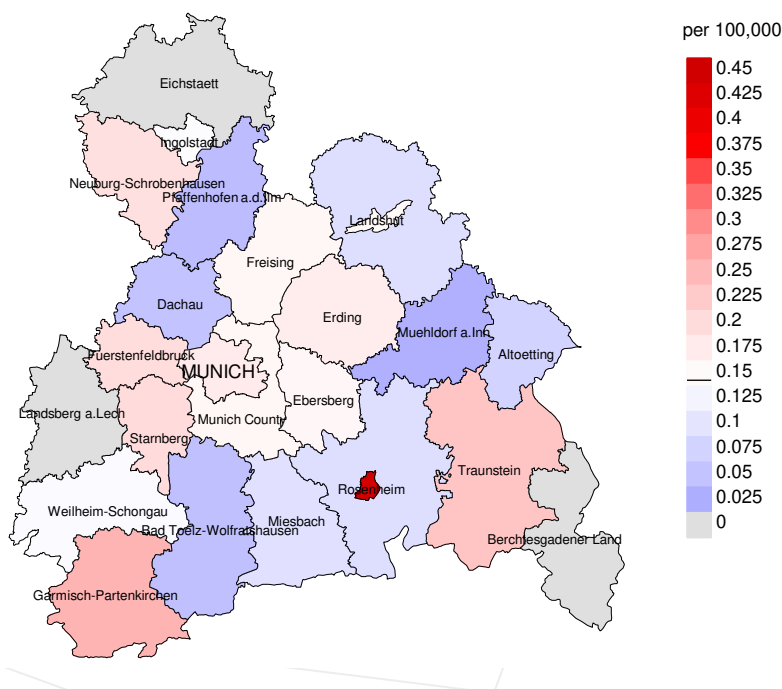 per 100,000
0.45
0.425
0.4
0.375
0.35
0.325
0.3
0.275
0.25
0.225
0.2
0.175
0.15
0.125
0.1
0.075
0.05
0.025
0
Eichstaett
Ingolstadt
Neuburg-Schrobenhausen
Pfaffenhofen a.d.Ilm
Landshut
Freising
Dachau
Erding
Muehldorf a.Inn
Altoetting
Fuerstenfeldbruck
MUNICH
Ebersberg
Landsberg a.Lech
Munich County
Starnberg
Traunstein
Rosenheim
Weilheim-Schongau
Miesbach
Bad Toelz-Wolfratshausen
Berchtesgadener Land
Garmisch-Partenkirchen